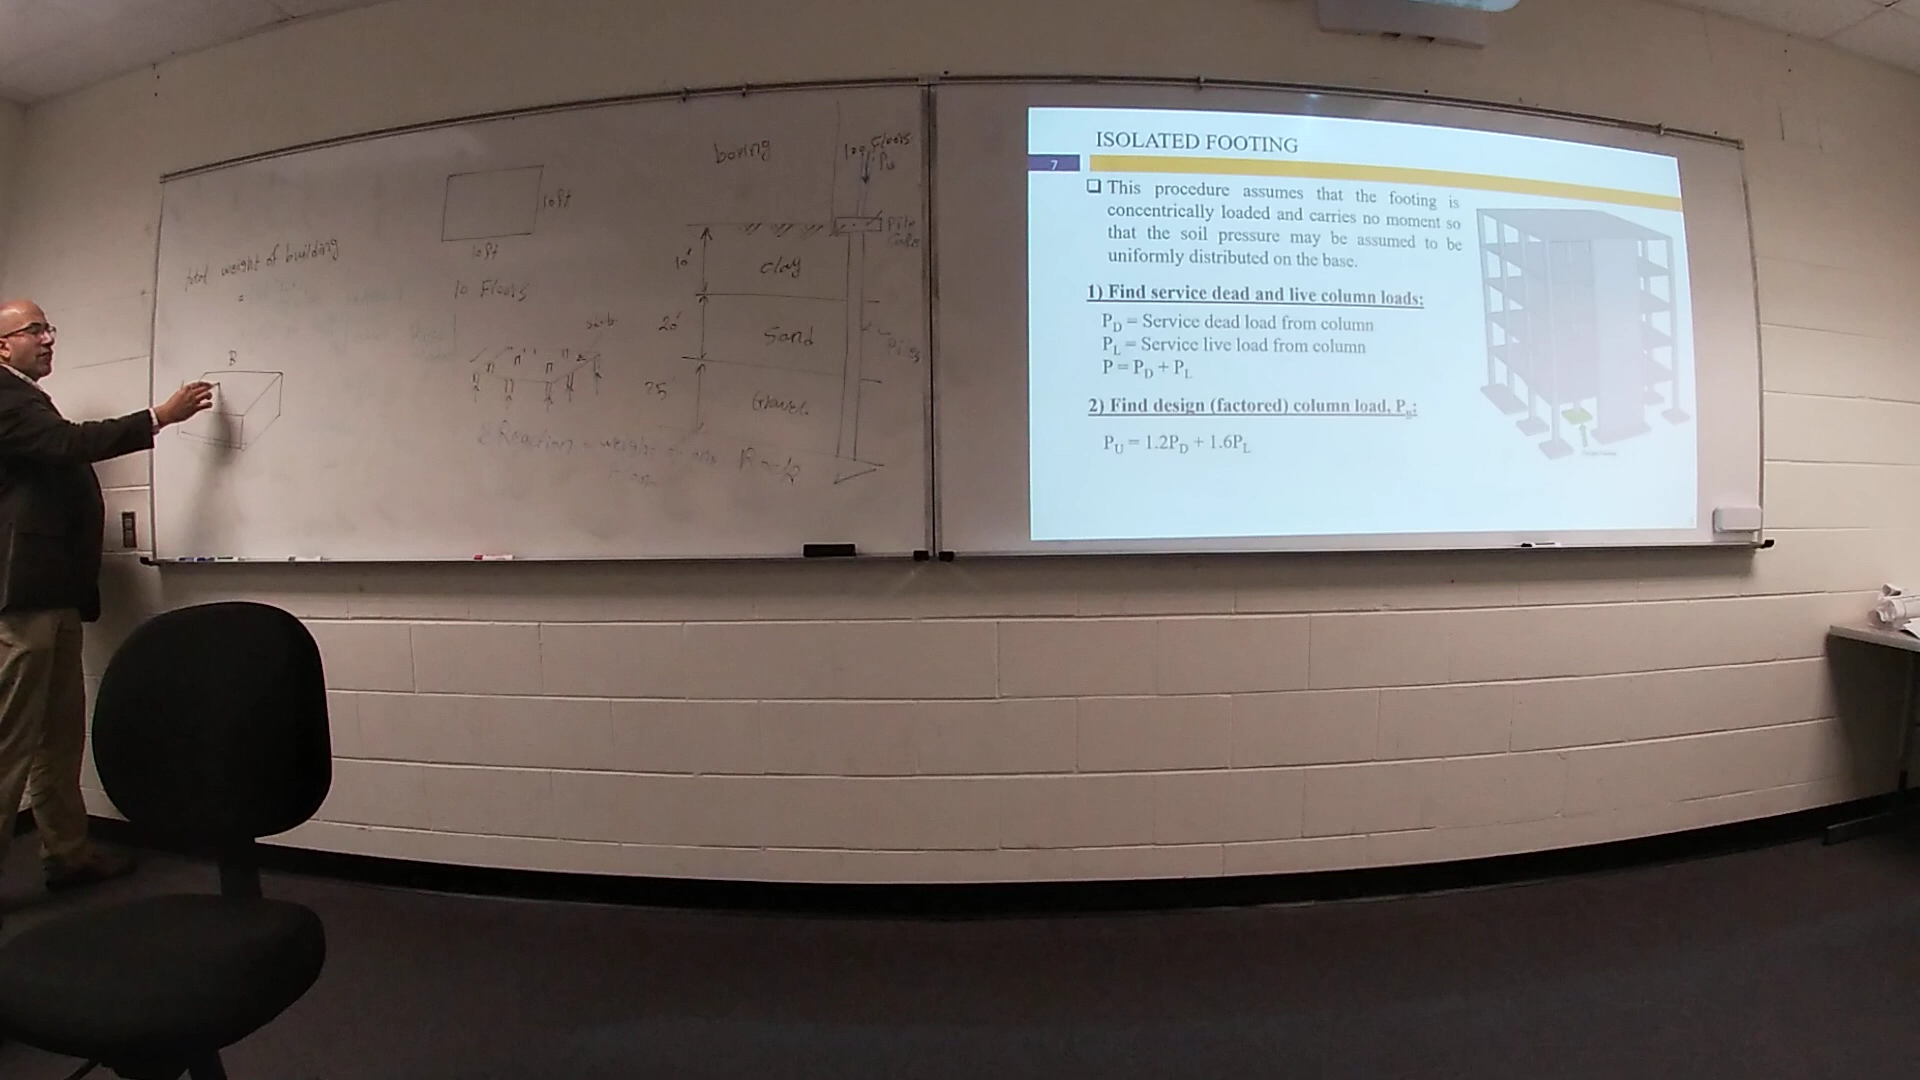 total weight of building
=
10ft
10ft
10 Floors
B
slab
boring
Floors
Pu
Pile
10'
Clay
20'
Sand
Gravel
Reaction = weight
Rock
ISOLATED FOOTING
7
❑ This procedure assumes that the footing is
concentrically loaded and carries no moment so
that the soil pressure may be assumed to be
uniformly distributed on the base.
1) Find service dead and live column loads:
PD = Service dead load from column
PL = Service live load from column
P = PD + PL
2) Find design (factored) column load, Pu:
PU = 1.2PD + 1.6PL